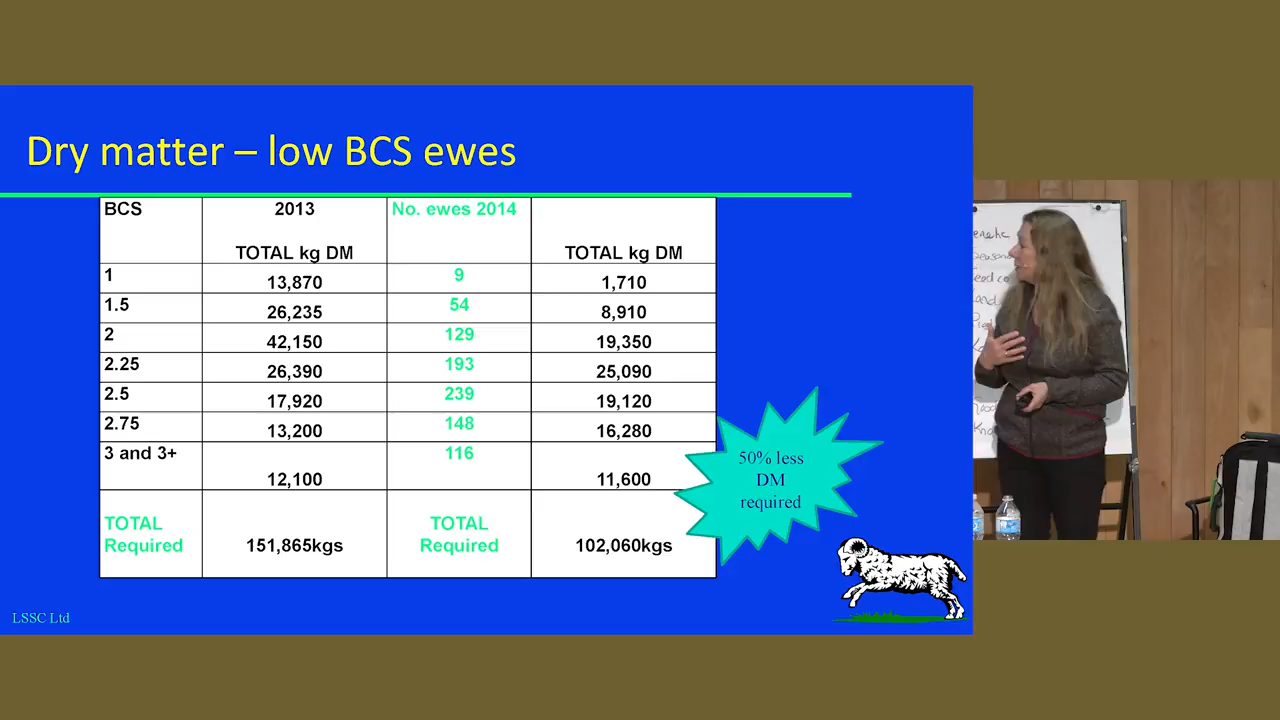 Dry matter – low BCS ewes
BCS 2013 No. ewes 2014
TOTAL kg DM TOTAL kg DM
1 13,870 9 1,710
1.5 26,235 54 8,910
2 42,150 129 19,350
2.25 26,390 193 25,090
2.5 17,920 239 19,120
2.75 13,200 148 16,280
3 and 3+ 12,100 116 11,600
TOTAL TOTAL
Required 151,865kgs Required 102,060kgs
50% less
DM
required
LSSC Ltd